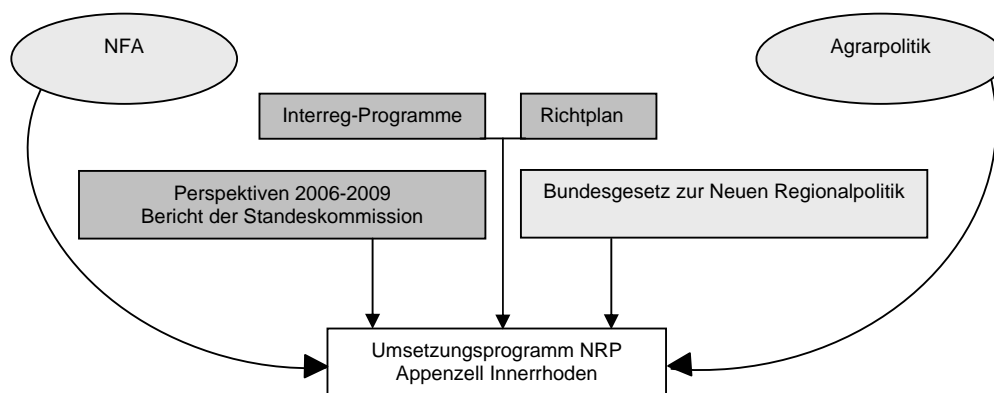 NFA
Agrarpolitik
Interreg-Programme
Richtplan
Perspektiven 2006-2009
Bericht der Standeskommission
Bundesgesetz zur Neuen Regionalpolitik
Umsetzungsprogramm NRP
Appenzell Innerrhoden